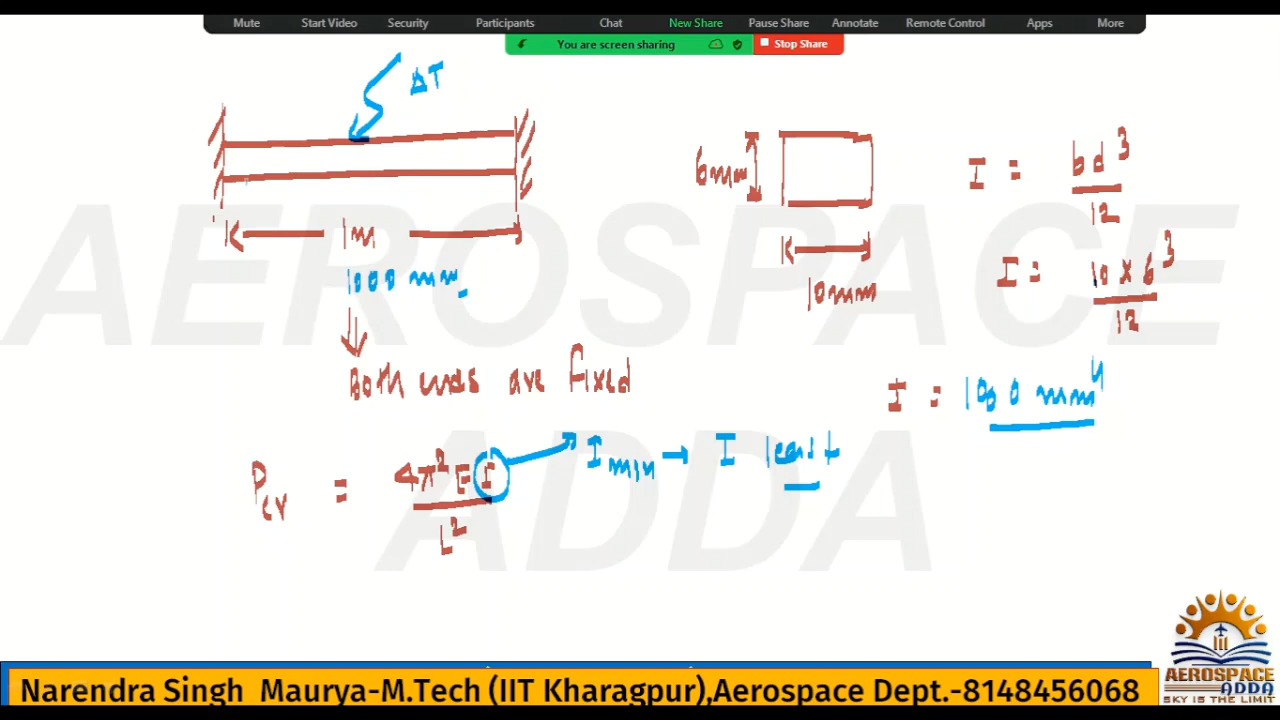 Mute Start Video Security Participants Chat New Share Pause Share Annotate Remote Control Apps More
You are screen sharing Stop Share
ΔT
1m
1000 mm
Both ends are fixed
6mm
10mm
I = bd³/12
I = 10 × 6³/12
I = 180 mm⁴
Pcr = 4π²EI/L²
I min → I least
AEROSPACE
ADDA
AEROSPACE
ADDA
SKY IS THE LIMIT
Narendra Singh Maurya-M.Tech (IIT Kharagpur),Aerospace Dept.-8148456068